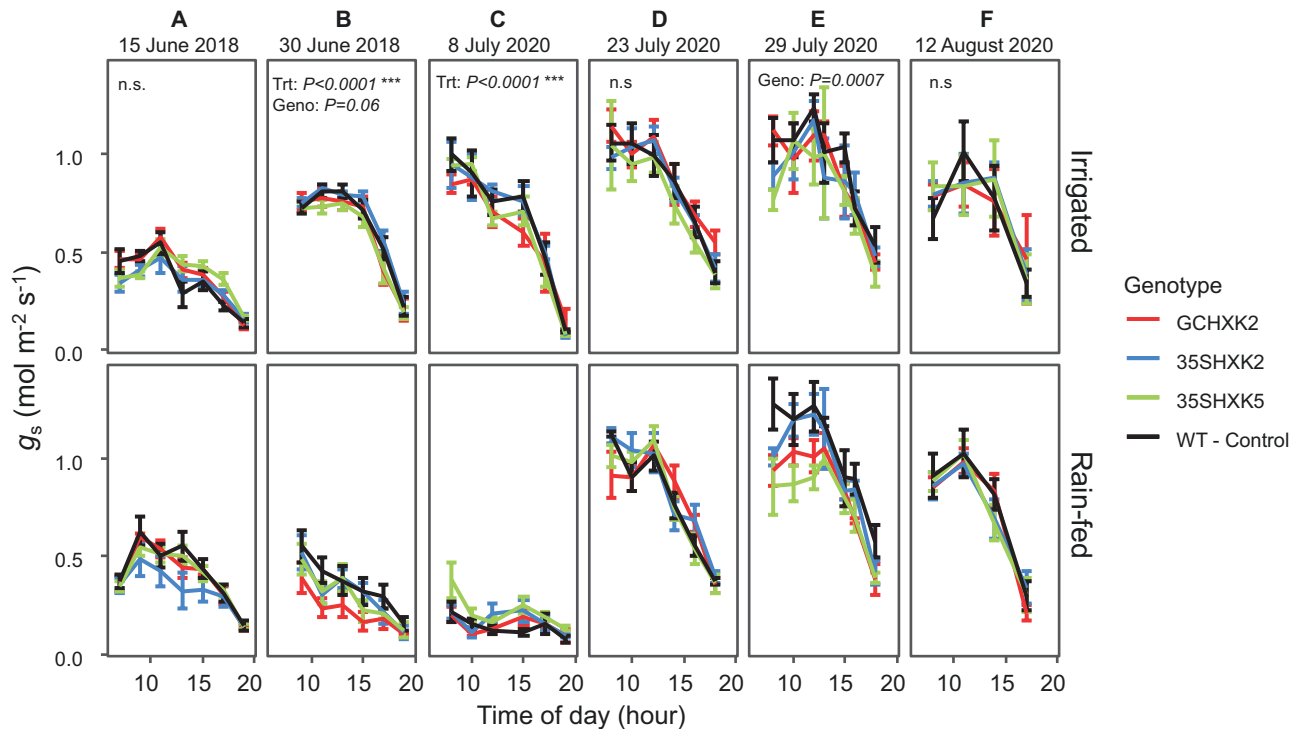 A B C D E F
15 June 2018 30 June 2018 8 July 2020 23 July 2020 29 July 2020 12 August 2020
n.s. Trt: P<0.0001 *** Trt: P<0.0001 *** n.s Geno: P=0.0007 n.s
Geno: P=0.06
1.0
0.5
0.0
Irrigated
1.0
0.5
0.0
Rain-fed
gs (mol m⁻² s⁻¹)
10 15 20 10 15 20 10 15 20 10 15 20 10 15 20 10 15 20
Time of day (hour)
Genotype
GCHXK2
35SHXK2
35SHXK5
WT - Control